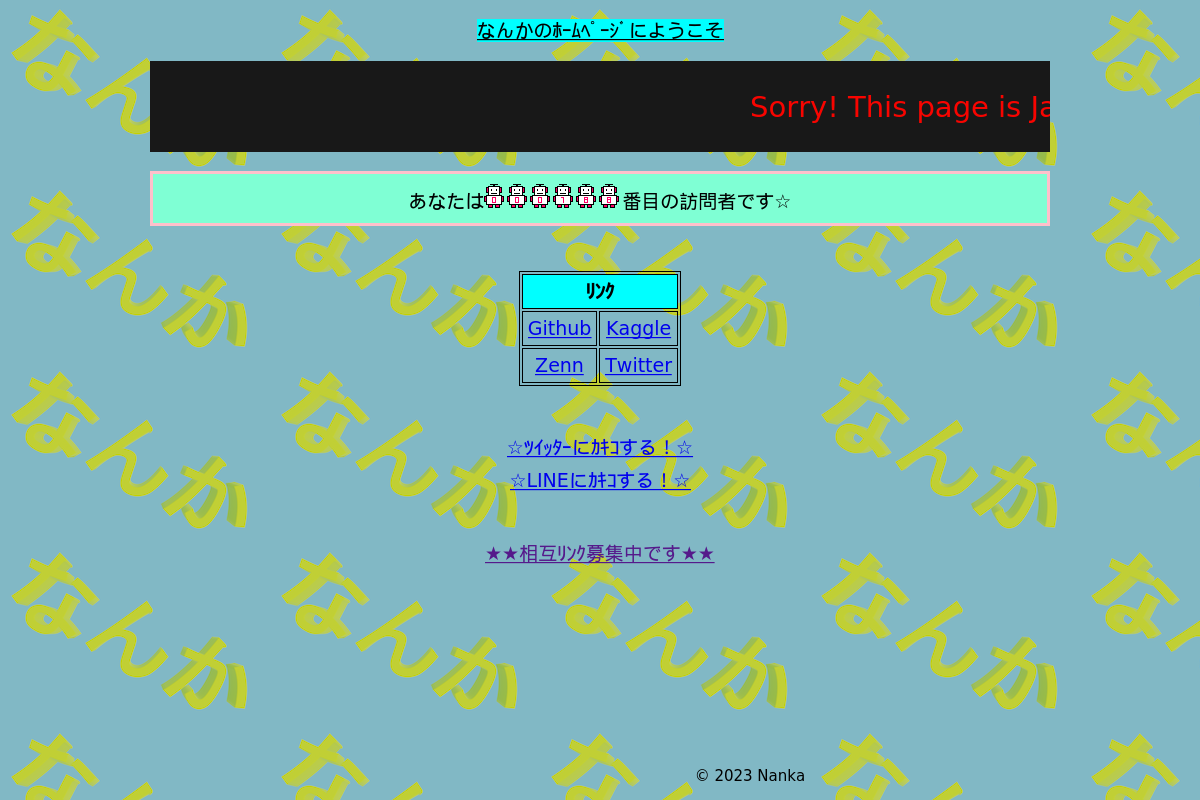 なんかのﾎｰﾑﾍﾟｰｼﾞにようこそ
Sorry! This page is Ja
あなたは000188番目の訪問者です☆
ﾘﾝｸ
Github Kaggle
Zenn Twitter
☆ﾂｲｯﾀｰにｶｷｺする！☆
☆LINEにｶｷｺする！☆
★★相互ﾘﾝｸ募集中です★★
© 2023 Nanka
なんか